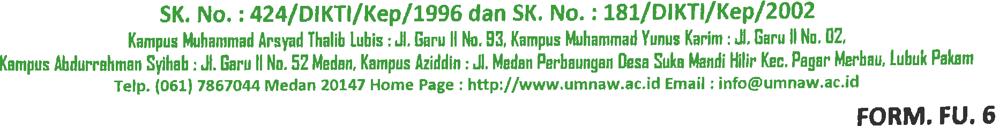 SK. No. : 424/DIKTI/Kep/1996 dan SK. No. : 181/DIKTI/Kep/2002
Kampus Muhammad Arsyad Thalib Lubis : Jl. Garu II No. 93, Kampus Muhammad Yunus Karim : Jl. Garu II No. 02,
Kampus Abdurrahman Syihab : Jl. Garu II No. 52 Medan, Kampus Aziddin : Jl. Medan Perbaungan Desa Suka Mandi Hilir Kec. Pagar Merbau, Lubuk Pakam
Telp. (061) 7867044 Medan 20147 Home Page : http://www.umnaw.ac.id Email : info@umnaw.ac.id
FORM. FU. 6